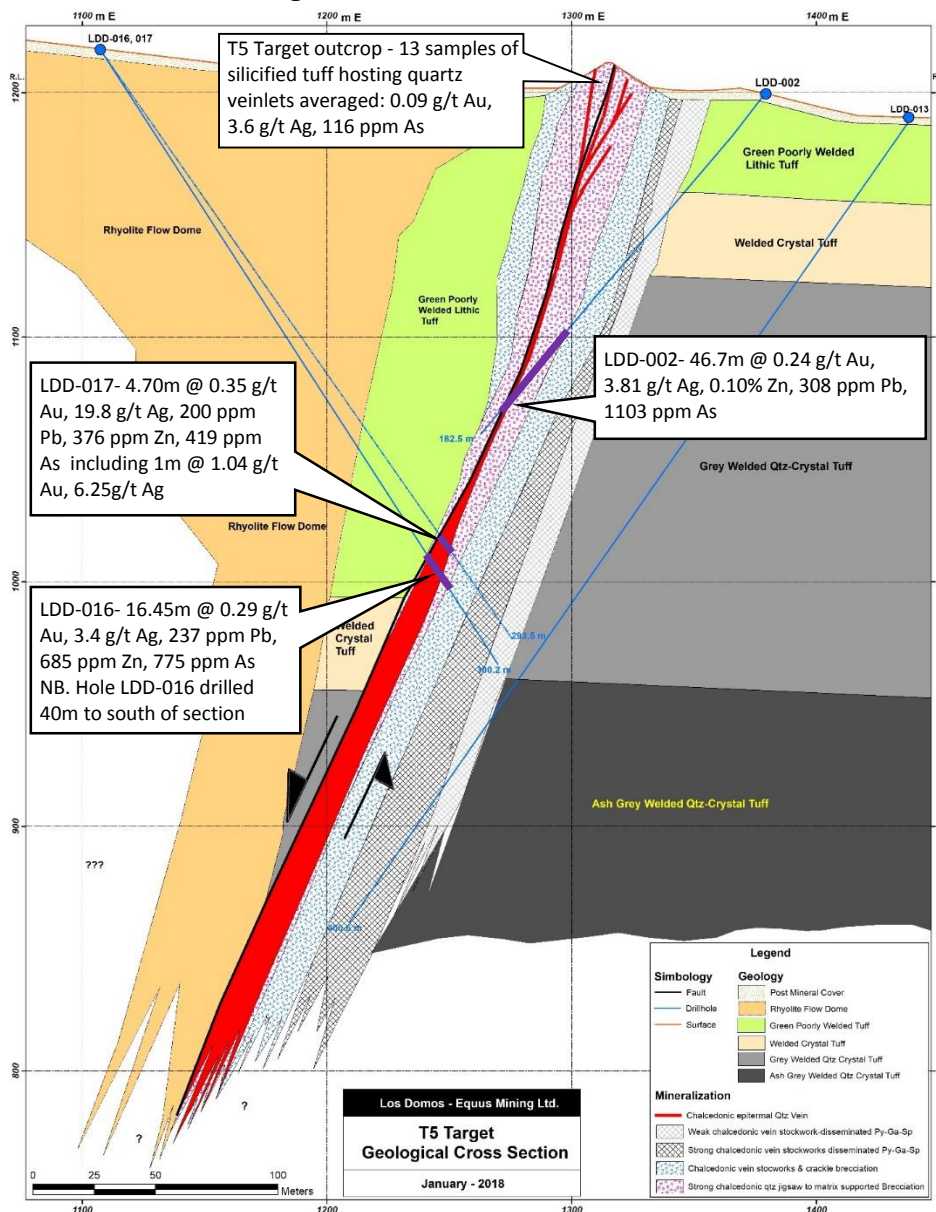 1100 m E
1200 m E
1300 m E
1400 m E
LDD-016, 017
T5 Target outcrop - 13 samples of
silicified tuff hosting quartz
veinlets averaged: 0.09 g/t Au,
3.6 g/t Ag, 116 ppm As
LDD-002
LDD-013
R.L.
1200
1200
Green Poorly Welded
Lithic Tuff
Rhyolite Flow Dome
Welded Crystal Tuff
Green Poorly
Welded Lithic
Tuff
1100
1100
LDD-002- 46.7m @ 0.24 g/t Au,
3.81 g/t Ag, 0.10% Zn, 308 ppm Pb,
1103 ppm As
LDD-017- 4.70m @ 0.35 g/t
Au, 19.8 g/t Ag, 200 ppm
Pb, 376 ppm Zn, 419 ppm
As including 1m @ 1.04 g/t
Au, 6.25g/t Ag
182.5 m
Grey Welded Qtz-Crystal Tuff
Rhyolite Flow Dome
1000
1000
LDD-016- 16.45m @ 0.29 g/t
Au, 3.4 g/t Ag, 237 ppm Pb,
685 ppm Zn, 775 ppm As
NB. Hole LDD-016 drilled
40m to south of section
Welded
Crystal
Tuff
293.5 m
300.2 m
Ash Grey Welded Qtz-Crystal Tuff
900
900
???
400.6 m
Legend
Simbology
Fault
Drillhole
Surface
Geology
Post Mineral Cover
Rhyolite Flow Dome
Green Poorly Welded Tuff
Welded Crystal Tuff
Grey Welded Qtz Crystal Tuff
Ash Grey Welded Qtz Crystal Tuff
Mineralization
Chalcedonic epitermal Qtz Vein
Weak chalcedonic vein stockwork-disseminated Py-Ga-Sp
Strong chalcedonic vein stockworks disseminated Py-Ga-Sp
Chalcedonic vein stocworks & crackle brecciation
Strong chalcedonic qtz jigsaw to matrix supported Brecciation
800
800
?
?
Los Domos - Equus Mining Ltd.
T5 Target
Geological Cross Section
January - 2018
0 25 50 100
Meters
1100
1200
1300
1400